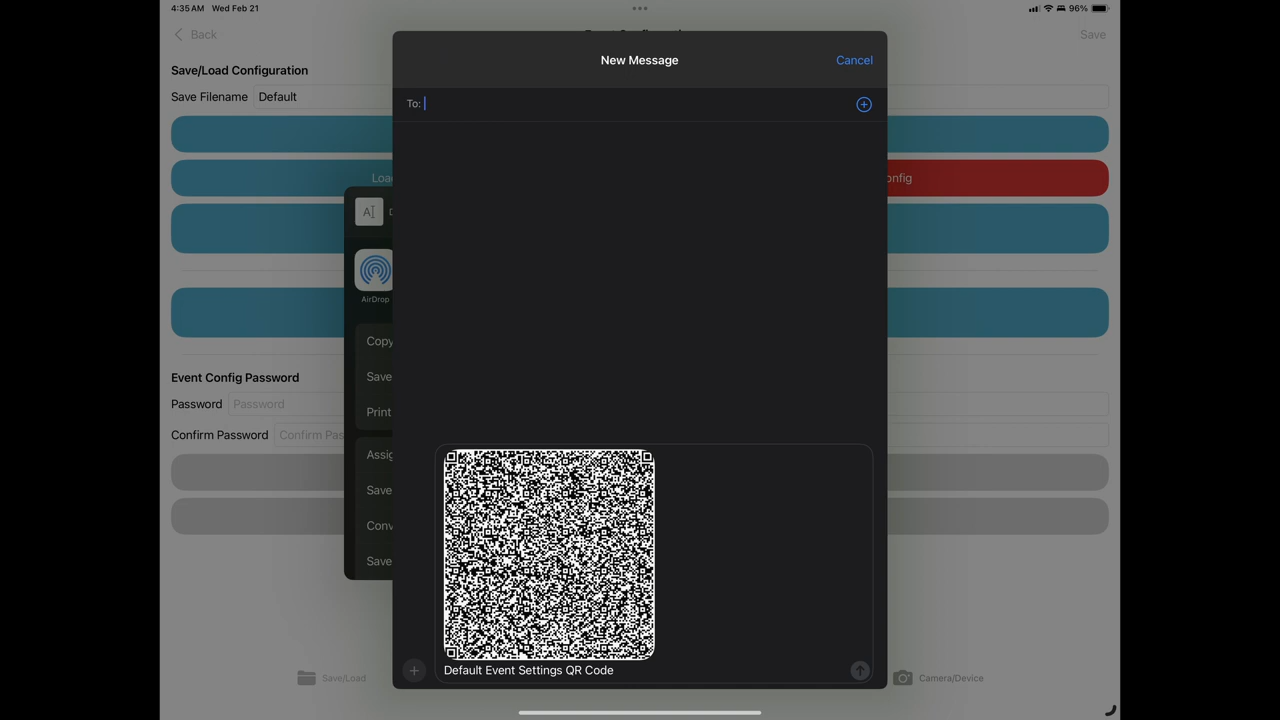 4:35 AM Wed Feb 21
96%
Back
Save
New Message
Cancel
To:
Save/Load Configuration
Save Filename Default
onfig
AirDrop
Copy
Save
Print
Event Config Password
Password Password
Confirm Password Confirm Pas
Assig
Save
Conv
Save
Default Event Settings QR Code
Save/Load
Camera/Device